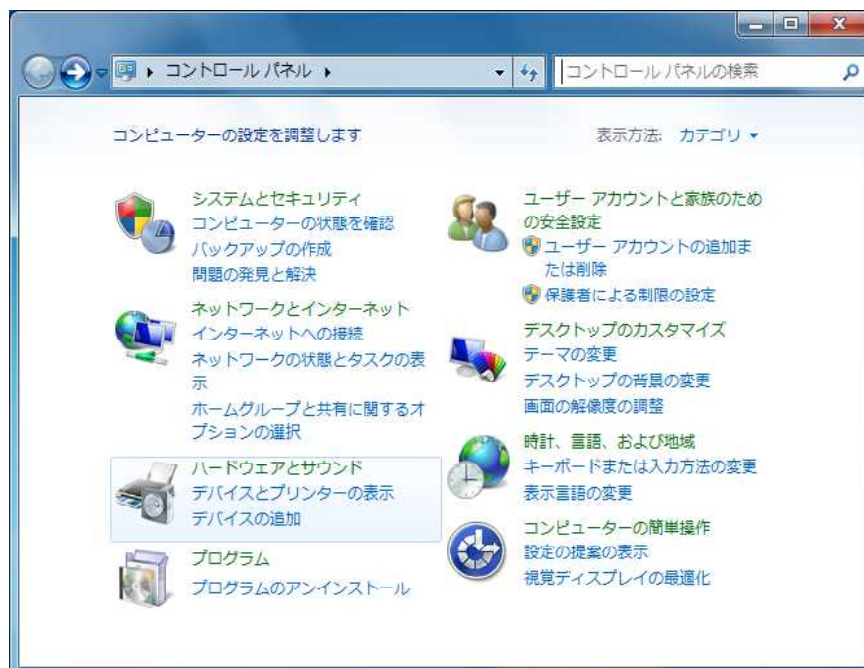 コントロール パネル
コントロール パネルの検索
コンピューターの設定を調整します
表示方法: カテゴリ
システムとセキュリティ
コンピューターの状態を確認
バックアップの作成
問題の発見と解決
ネットワークとインターネット
インターネットへの接続
ネットワークの状態とタスクの表
示
ホームグループと共有に関するオ
プションの選択
ハードウェアとサウンド
デバイスとプリンターの表示
デバイスの追加
プログラム
プログラムのアンインストール
ユーザー アカウントと家族のため
の安全設定
ユーザー アカウントの追加ま
たは削除
保護者による制限の設定
デスクトップのカスタマイズ
テーマの変更
デスクトップの背景の変更
画面の解像度の調整
時計、言語、および地域
キーボードまたは入力方法の変更
表示言語の変更
コンピューターの簡単操作
設定の提案の表示
視覚ディスプレイの最適化